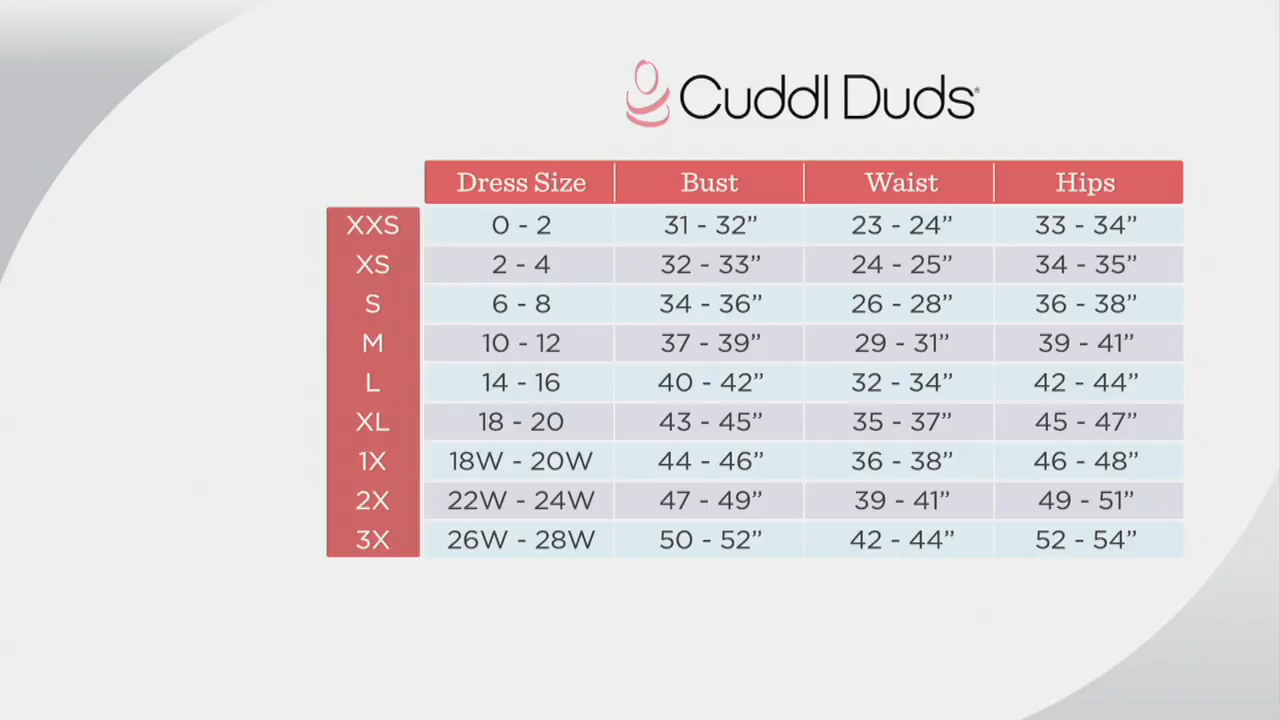 Cuddl Duds®
Dress Size Bust Waist Hips
XXS 0 - 2 31 - 32” 23 - 24” 33 - 34”
XS 2 - 4 32 - 33” 24 - 25” 34 - 35”
S 6 - 8 34 - 36” 26 - 28” 36 - 38”
M 10 - 12 37 - 39” 29 - 31” 39 - 41”
L 14 - 16 40 - 42” 32 - 34” 42 - 44”
XL 18 - 20 43 - 45” 35 - 37” 45 - 47”
1X 18W - 20W 44 - 46” 36 - 38” 46 - 48”
2X 22W - 24W 47 - 49” 39 - 41” 49 - 51”
3X 26W - 28W 50 - 52” 42 - 44” 52 - 54”